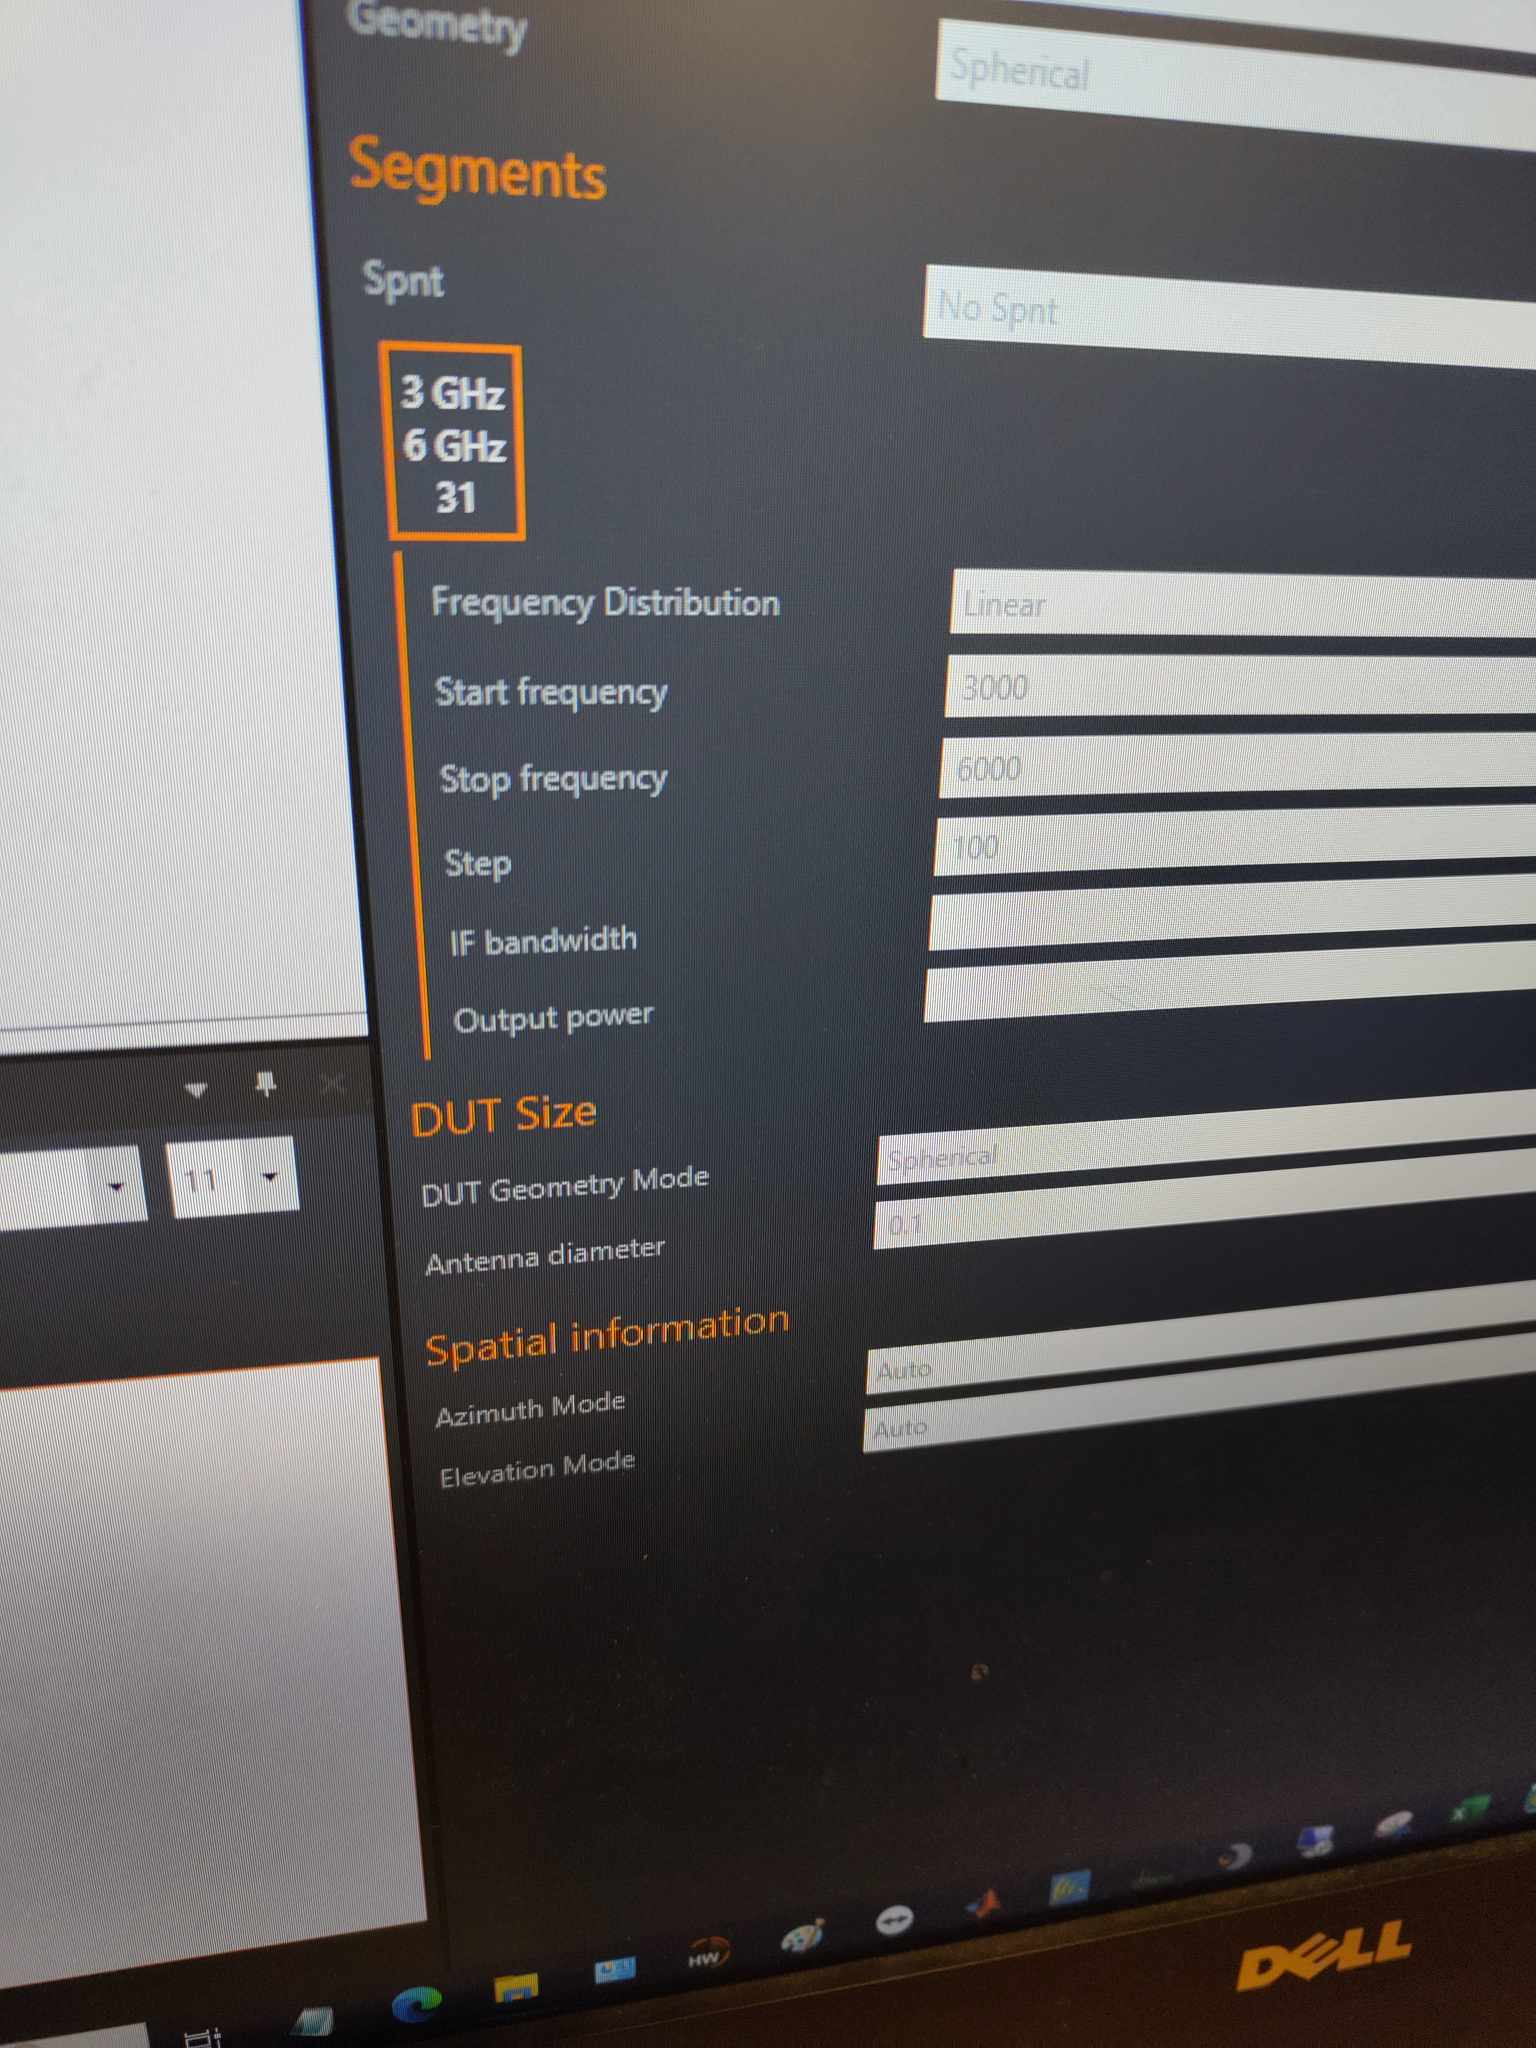 Geometry Spherical
Segments
Spnt No Spnt
3 GHz
6 GHz
31
Frequency Distribution Linear
Start frequency 3000
Stop frequency 6000
Step 100
IF bandwidth
Output power
DUT Size
11
DUT Geometry Mode Spherical
Antenna diameter 0.1
Spatial information
Azimuth Mode Auto
Elevation Mode Auto
HW
DELL